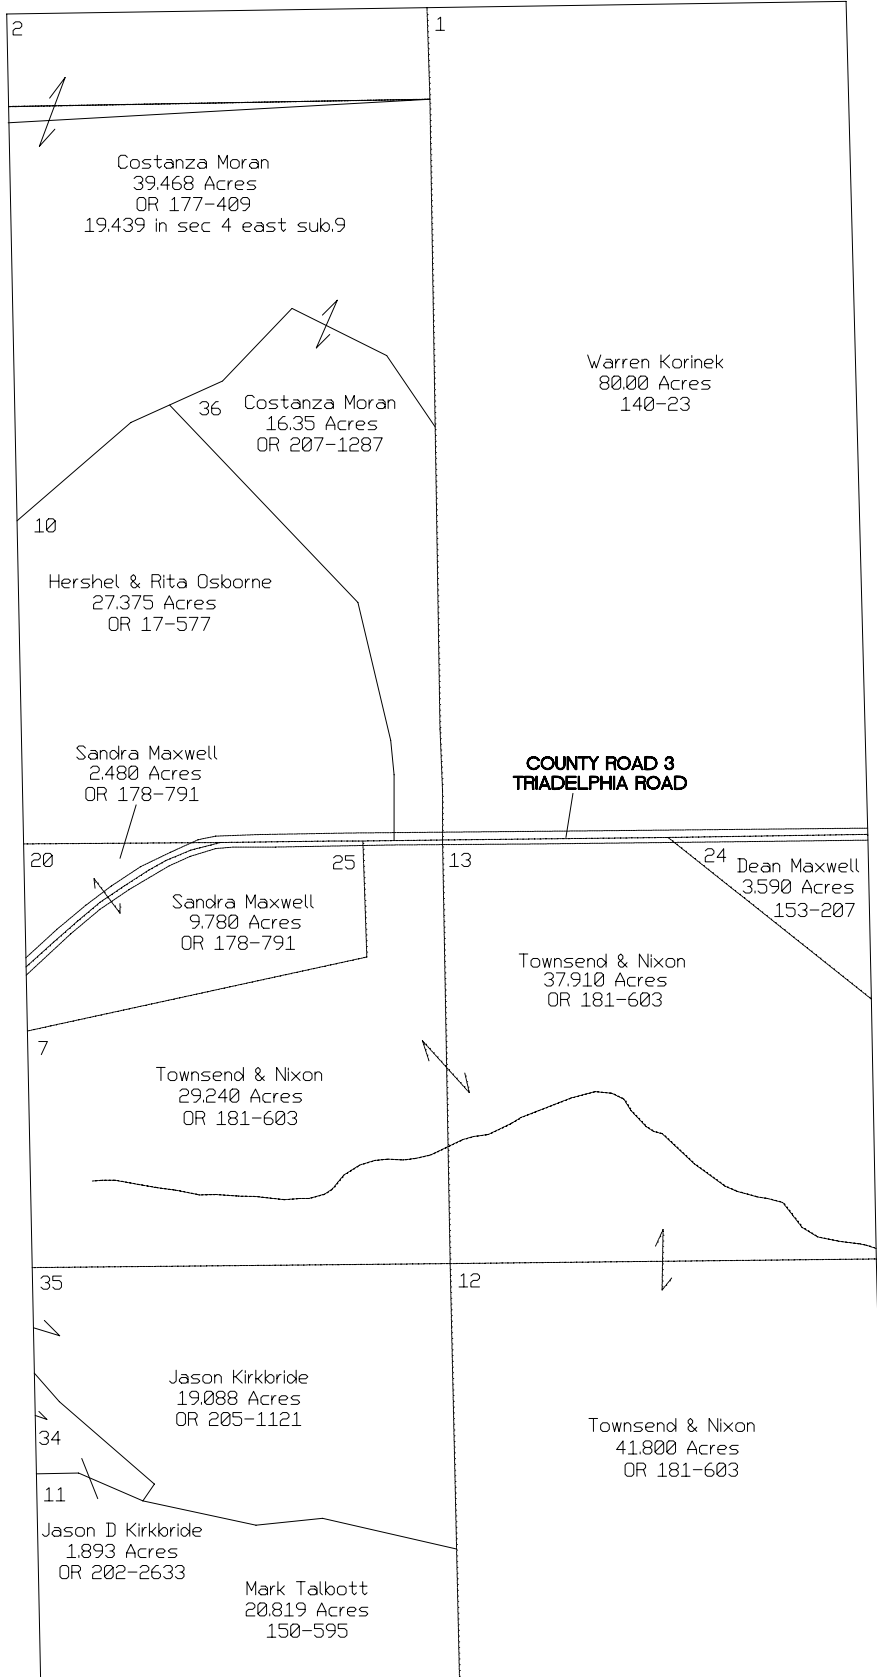 2
1
Costanza Moran
39.468 Acres
OR 177-409
19.439 in sec 4 east sub.9
Warren Korinek
80.00 Acres
140-23
36
Costanza Moran
16.35 Acres
OR 207-1287
10
Hershel & Rita Osborne
27.375 Acres
OR 17-577
Sandra Maxwell
2.480 Acres
OR 178-791
COUNTY ROAD 3
TRIADELPHIA ROAD
20
25
13
24
Dean Maxwell
3.590 Acres
153-207
Sandra Maxwell
9.780 Acres
OR 178-791
Townsend & Nixon
37.910 Acres
OR 181-603
7
Townsend & Nixon
29.240 Acres
OR 181-603
35
12
Jason Kirkbride
19.088 Acres
OR 205-1121
Townsend & Nixon
41.800 Acres
OR 181-603
34
11
Jason D Kirkbride
1.893 Acres
OR 202-2633
Mark Talbott
20.819 Acres
150-595